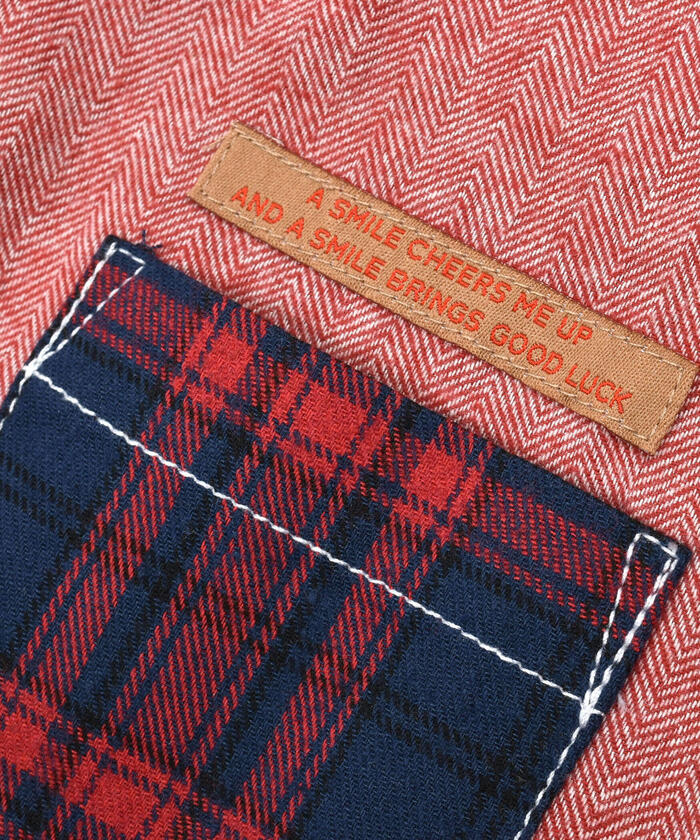 A SMILE CHEERS ME UP
AND A SMILE BRINGS GOOD LUCK